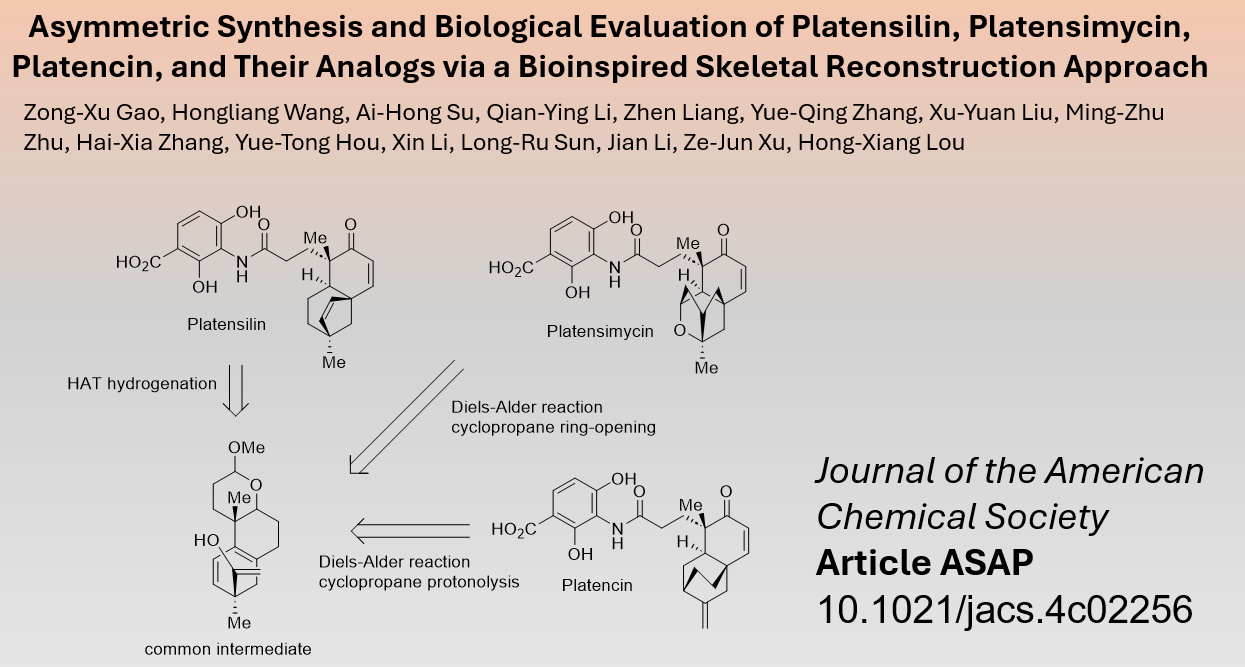 Asymmetric Synthesis and Biological Evaluation of Platensilin, Platensimycin,
Platencin, and Their Analogs via a Bioinspired Skeletal Reconstruction Approach
Zong-Xu Gao, Hongliang Wang, Ai-Hong Su, Qian-Ying Li, Zhen Liang, Yue-Qing Zhang, Xu-Yuan Liu, Ming-Zhu
Zhu, Hai-Xia Zhang, Yue-Tong Hou, Xin Li, Long-Ru Sun, Jian Li, Ze-Jun Xu, Hong-Xiang Lou
OH
O
Me
O
HO2C
N
H
H
OH
Platensilin
Me
OH
O
Me
O
HO2C
N
H
H
OH
O
Platensimycin
Me
HAT hydrogenation
Diels-Alder reaction
cyclopropane ring-opening
OMe
O
Me
HO
Me
common intermediate
Diels-Alder reaction
cyclopropane protonolysis
OH
O
Me
O
HO2C
N
H
H
OH
Platencin
Journal of the American
Chemical Society
Article ASAP
10.1021/jacs.4c02256